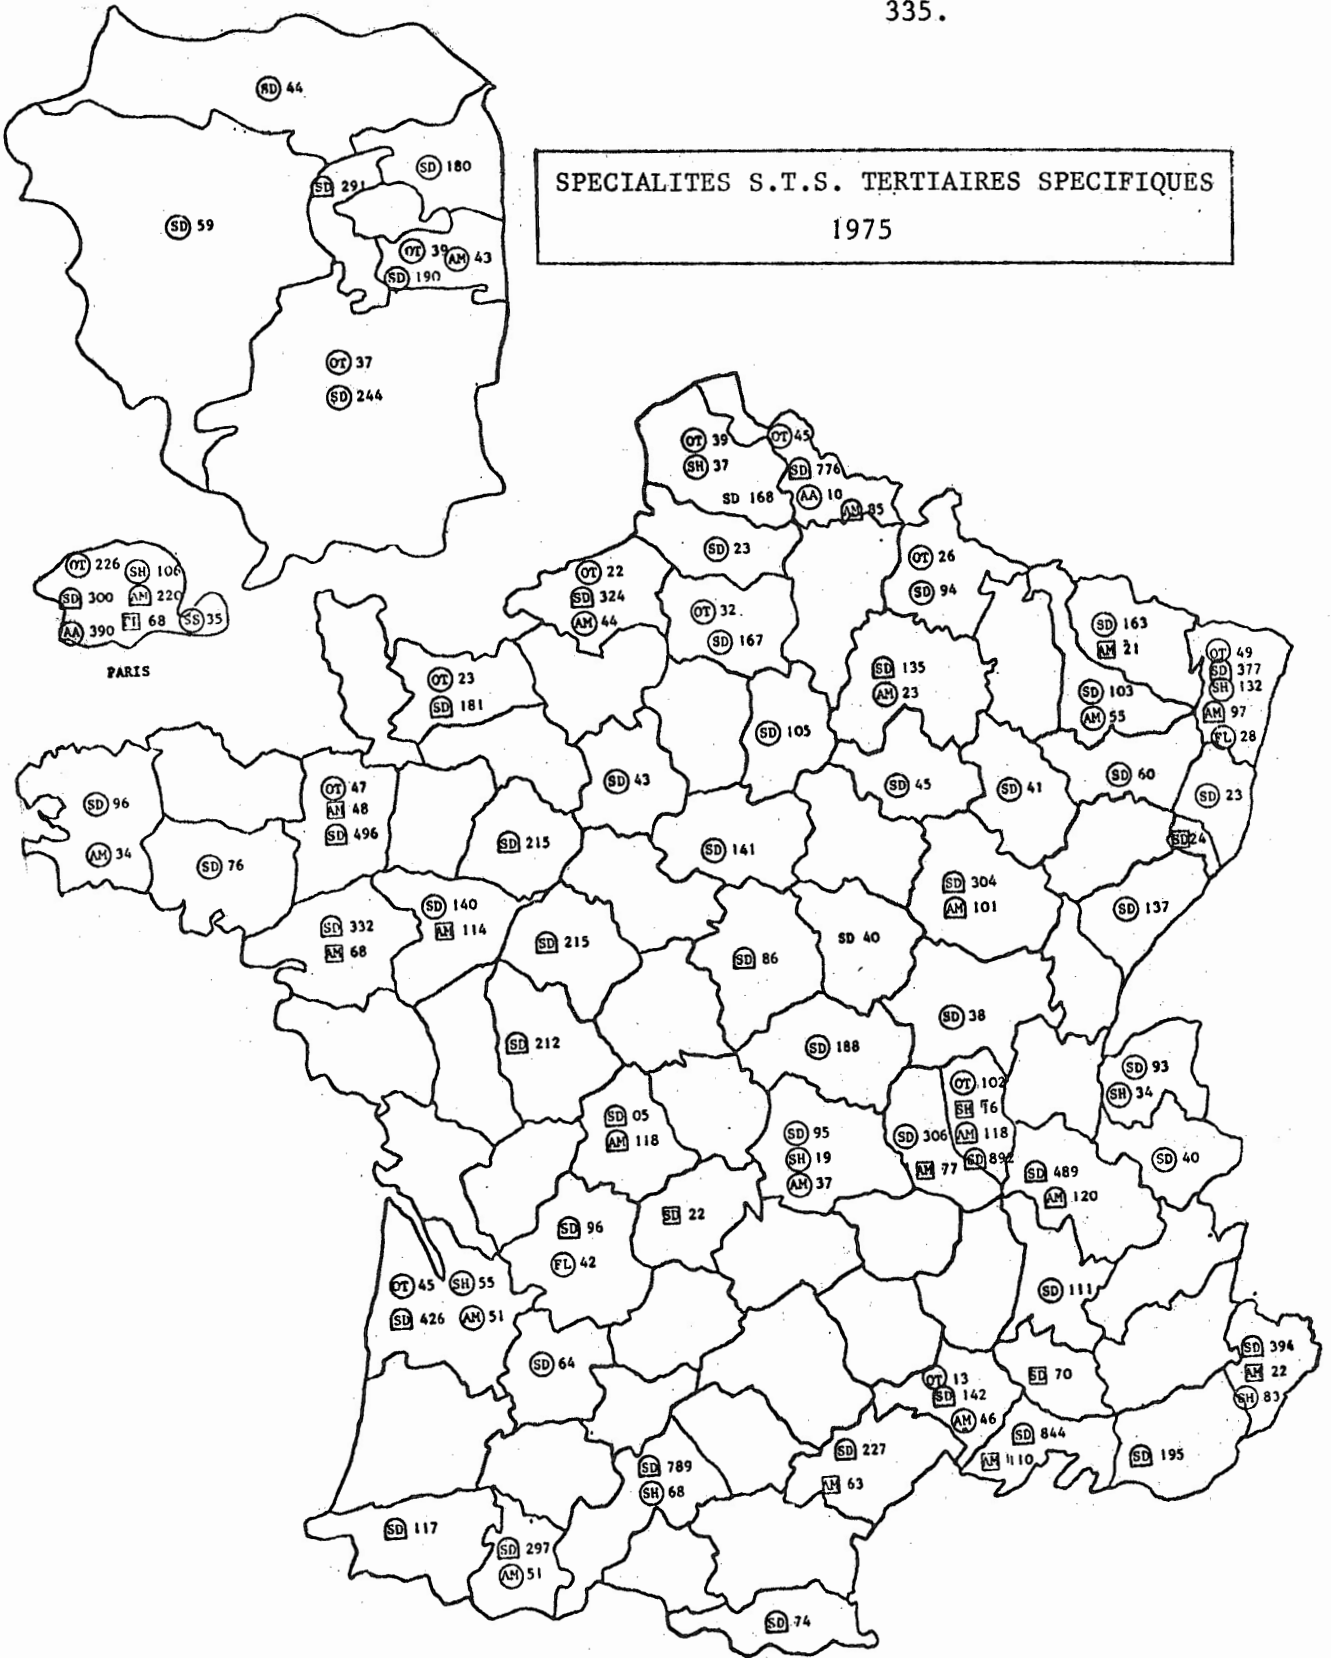 335.
SPECIALITES S.T.S. TERTIAIRES SPECIFIQUES
1975
SD 44
SD 180
SD 291
SD 59
OT 39 AM 43
SD 190
OT 37
SD 244
OT 226 SH 106
SD 300 AM 220
AA 390 68 SS 35
PARIS
OT 39
SH 37
SD 168
OT 45
SD 776
AA 10
AM 85
SD 23
OT 26
SD 94
OT 22
SD 324
AM 44
OT 32
SD 167
SD 163
AM 21
OT 49
SD 377
SH 132
AM 97
FL 28
SD 135
AM 23
OT 23
SD 181
SD 103
AM 55
SD 105
SD 43
SD 45
SD 41
SD 60
SD 23
SD 96
AM 34
OT 47
AM 48
SD 496
SD 215
SD 141
SD 24
SD 76
SD 304
AM 101
SD 140
AM 114
SD 137
SD 332
AM 68
SD 215
SD 86
SD 40
SD 38
SD 212
SD 188
SD 93
SH 34
OT 102
SH 16
AM 118
SD 892
SD 05
AM 118
SD 95
SH 19
AM 37
SD 306
AM 77
SD 489
AM 120
SD 40
SD 22
SD 96
FL 42
OT 45 SH 55
SD 426 AM 51
SD 111
SD 64
SD 394
AM 22
SH 83
OT 13
SD 142
AM 46
SD 70
SD 844
AM 110
SD 195
SD 227
AM 63
SD 789
SH 68
SD 117
SD 297
AM 51
SD 74